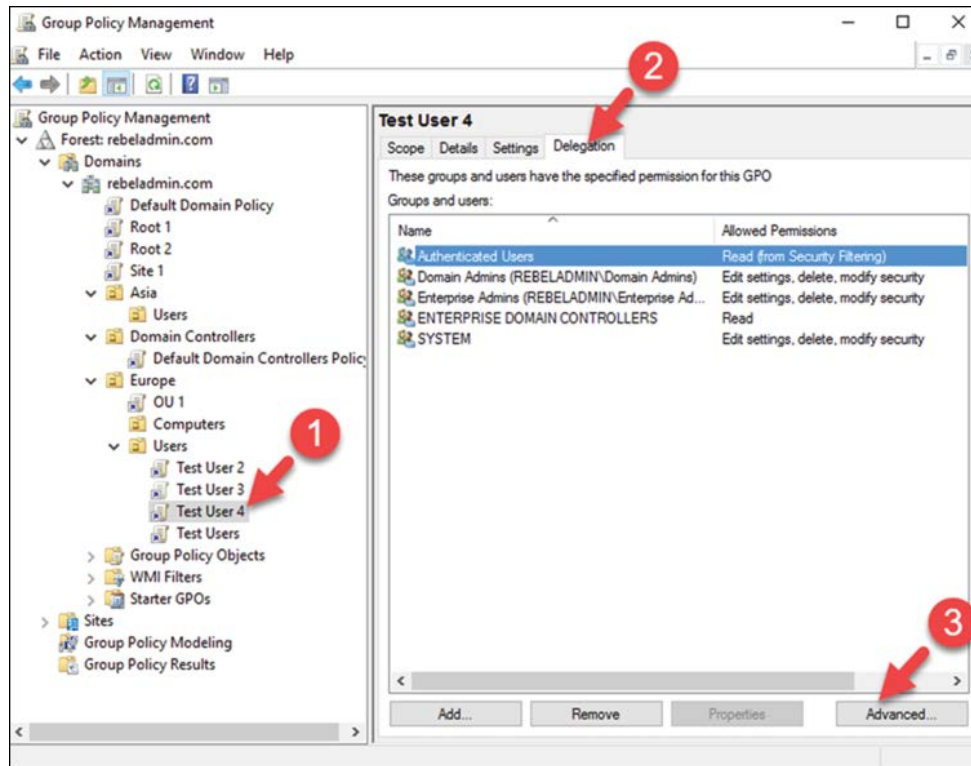 Group Policy Management
File Action View Window Help
Group Policy Management
Forest: rebeladmin.com
Domains
rebeladmin.com
Default Domain Policy
Root 1
Root 2
Site 1
Asia
Users
Domain Controllers
Default Domain Controllers Policy
Europe
OU 1
Computers
Users
Test User 2
Test User 3
Test User 4
Test Users
Group Policy Objects
WMI Filters
Starter GPOs
Sites
Group Policy Modeling
Group Policy Results
1
2
Test User 4
Scope Details Settings Delegation
These groups and users have the specified permission for this GPO
Groups and users:
Name Allowed Permissions
Authenticated Users Read (from Security Filtering)
Domain Admins (REBELADMIN\Domain Admins) Edit settings, delete, modify security
Enterprise Admins (REBELADMIN\Enterprise Ad... Edit settings, delete, modify security
ENTERPRISE DOMAIN CONTROLLERS Read
SYSTEM Edit settings, delete, modify security
3
Add... Remove Properties Advanced...